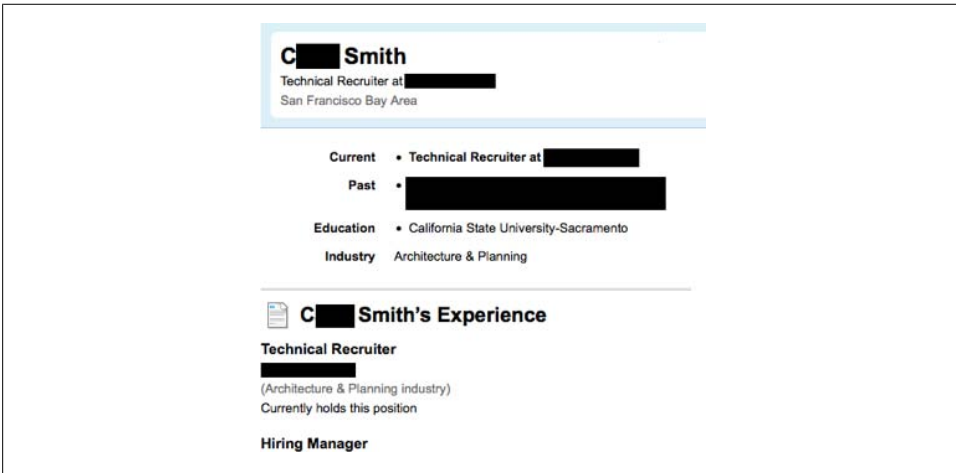 C Smith
Technical Recruiter at
San Francisco Bay Area
Current • Technical Recruiter at
Past •
Education • California State University-Sacramento
Industry Architecture & Planning
C Smith's Experience
Technical Recruiter
(Architecture & Planning industry)
Currently holds this position
Hiring Manager